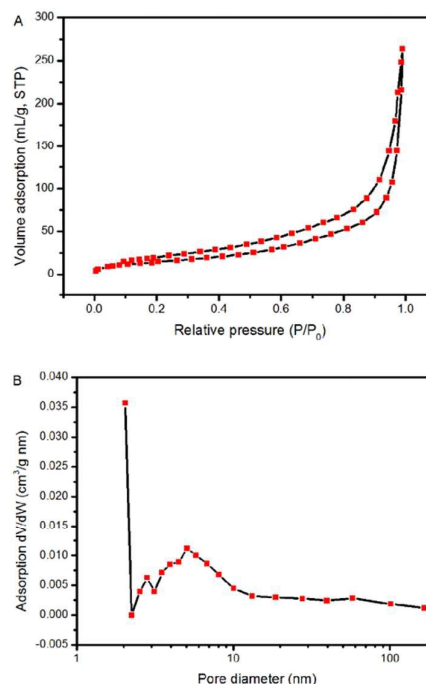 A
300
250
200
150
100
50
0
Volume adsorption (mL/g, STP)
0.0 0.2 0.4 0.6 0.8 1.0
Relative pressure (P/P₀)
B
0.040
0.035
0.030
0.025
0.020
0.015
0.010
0.005
0.000
-0.005
Adsorption dV/dW (cm³/g nm)
1 10 100
Pore diameter (nm)